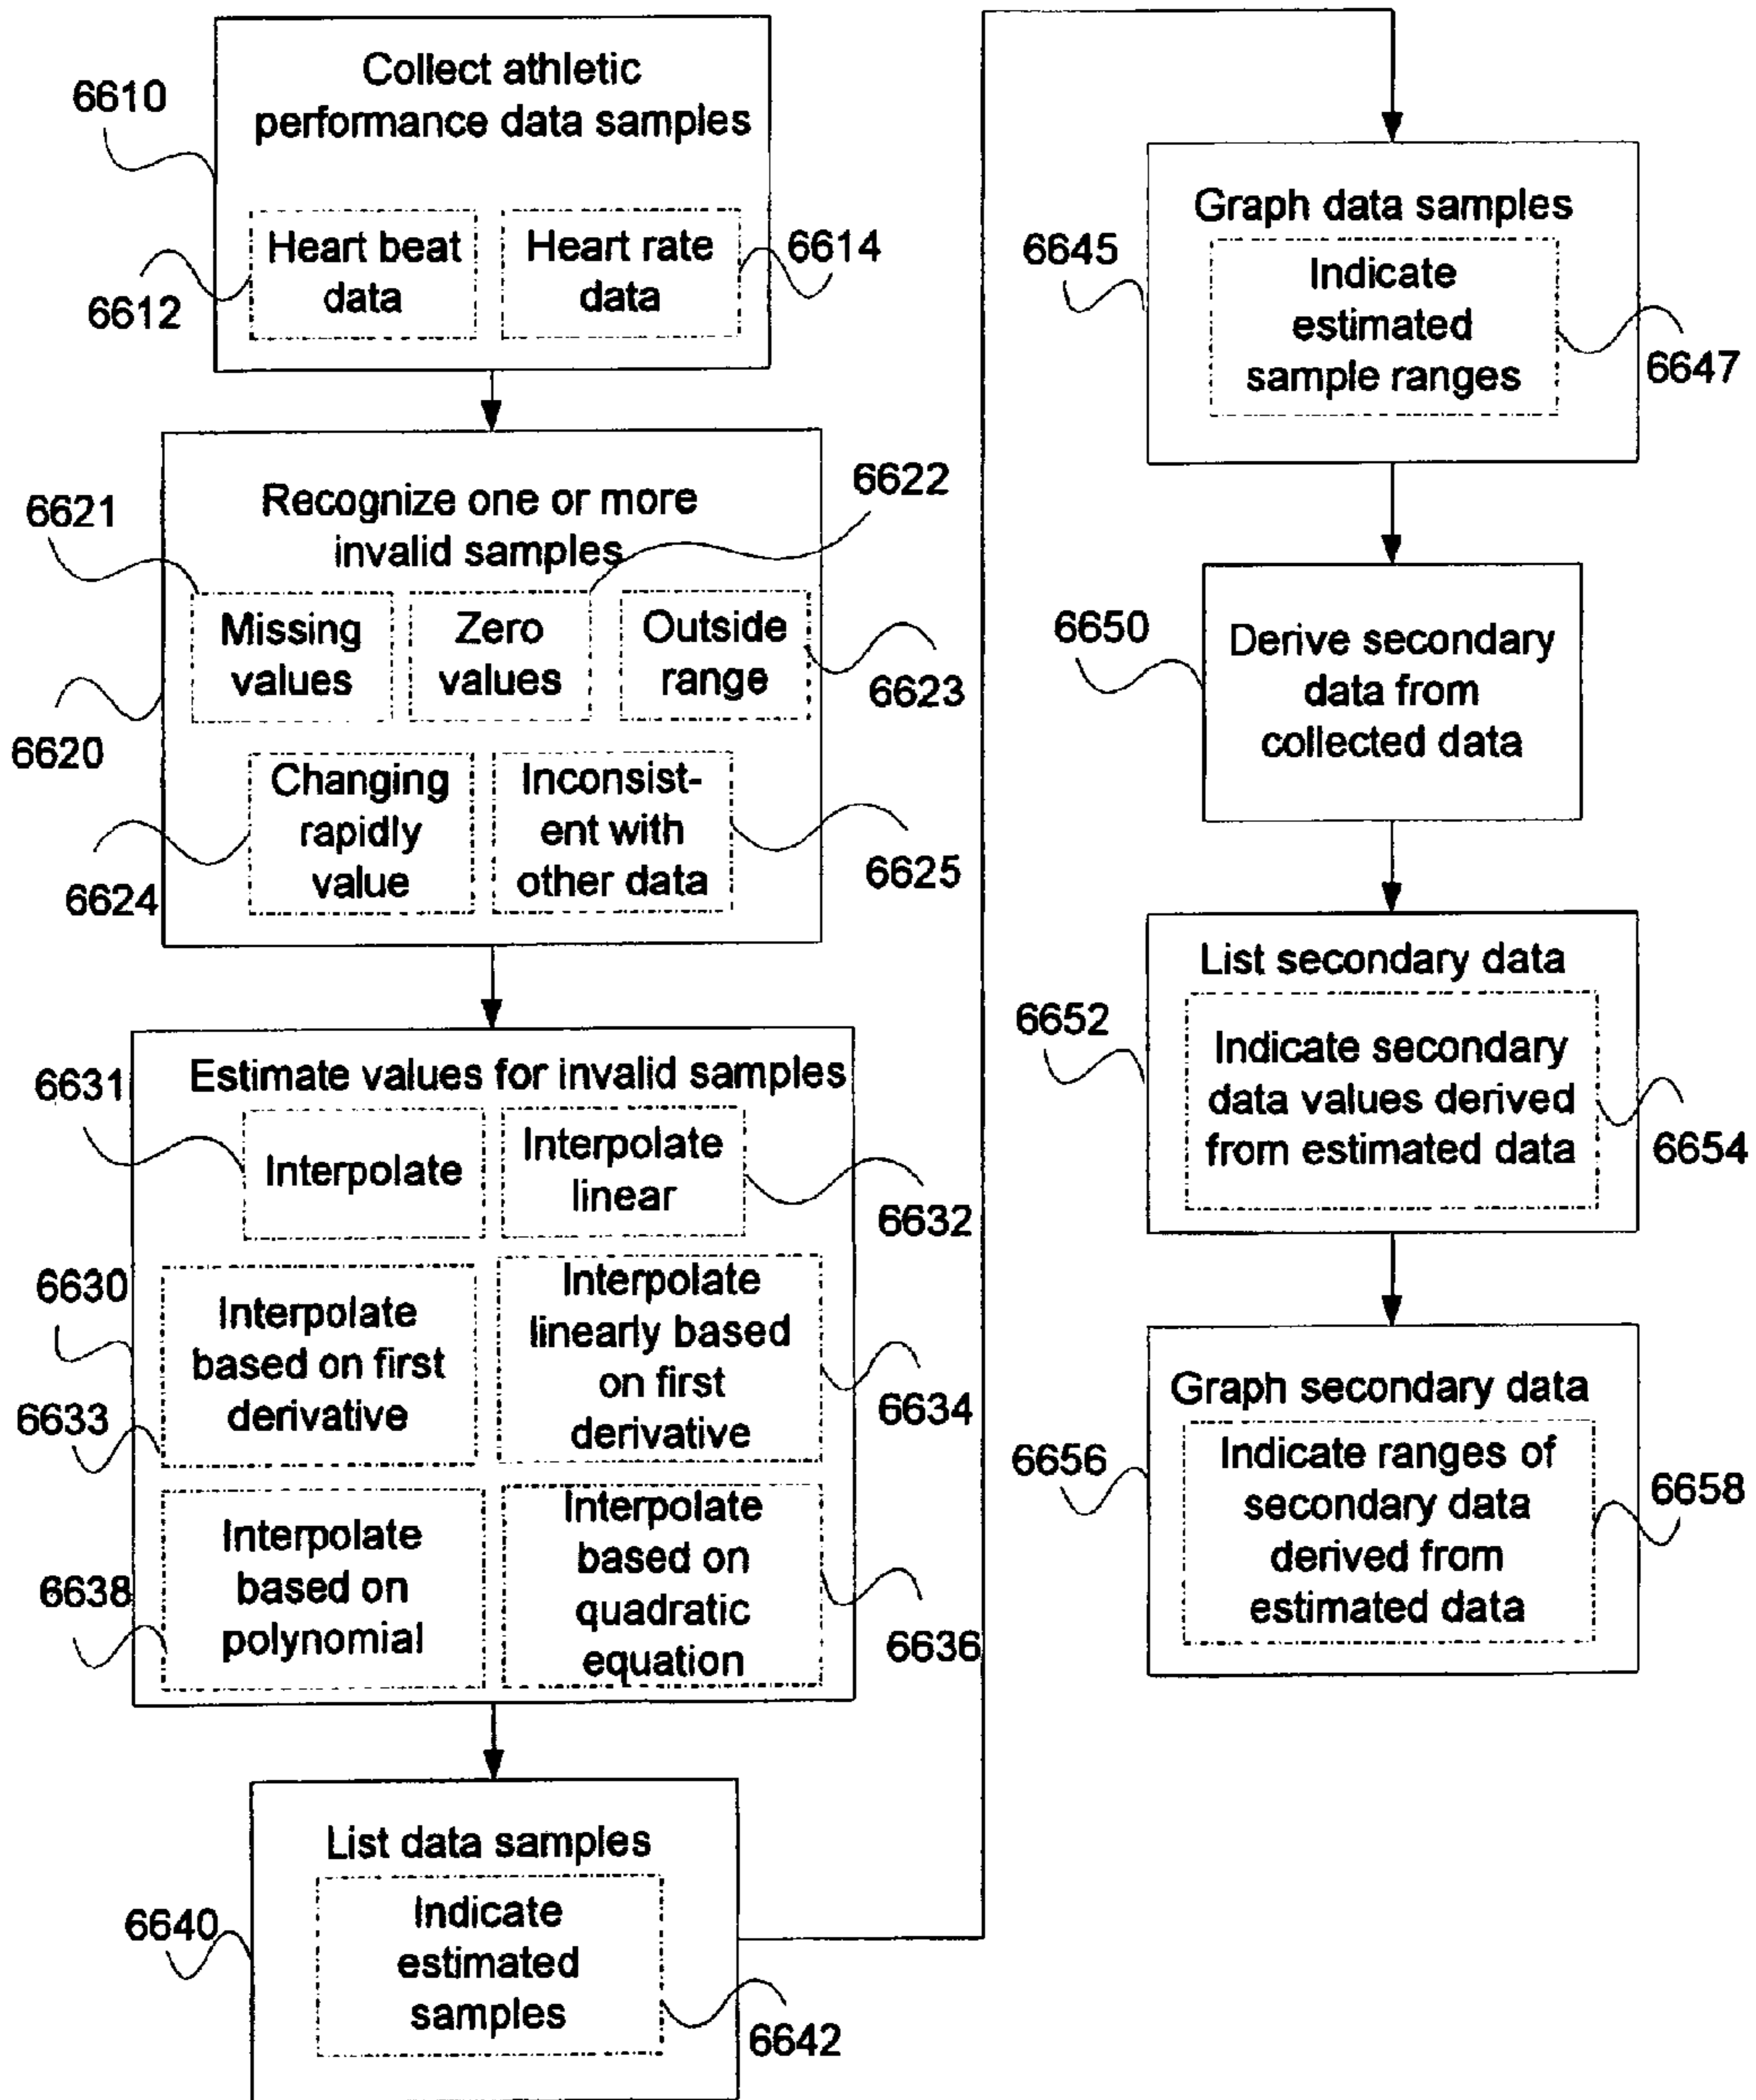 Collect athletic
performance data samples
6610
Heart beat
data
Heart rate
data
6612
6614
Recognize one or more
invalid samples
6621
6622
Missing
values
Zero
values
Outside
range
6623
6620
Changing
rapidly
value
Inconsist-
ent with
other data
6624
6625
Estimate values for invalid samples
6631
Interpolate
Interpolate
linear
6632
6630
Interpolate
based on first
derivative
Interpolate
linearly based
on first
derivative
6633
6634
Interpolate
based on
polynomial
Interpolate
based on
quadratic
equation
6638
6636
List data samples
Indicate
estimated
samples
6640
6642
Graph data samples
6645
Indicate
estimated
sample ranges
6647
6650
Derive secondary
data from
collected data
List secondary data
6652
Indicate secondary
data values derived
from estimated data
6654
Graph secondary data
6656
Indicate ranges of
secondary data
derived from
estimated data
6658